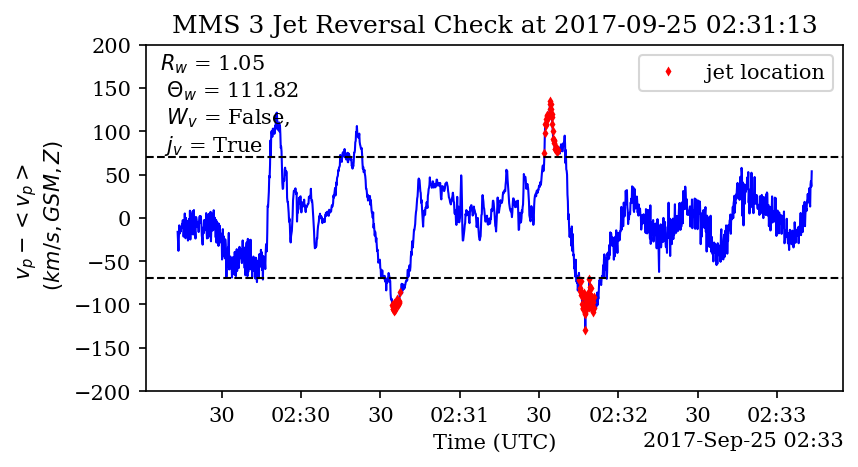 MMS 3 Jet Reversal Check at 2017-09-25 02:31:13
R_w = 1.05
Θ_w = 111.82
W_v = False,
j_v = True
jet location
200
150
100
50
0
−50
−100
−150
−200
v_p − < v_p >
(km/s, GSM, Z)
30 02:30 30 02:31 30 02:32 30 02:33
Time (UTC)
2017-Sep-25 02:33